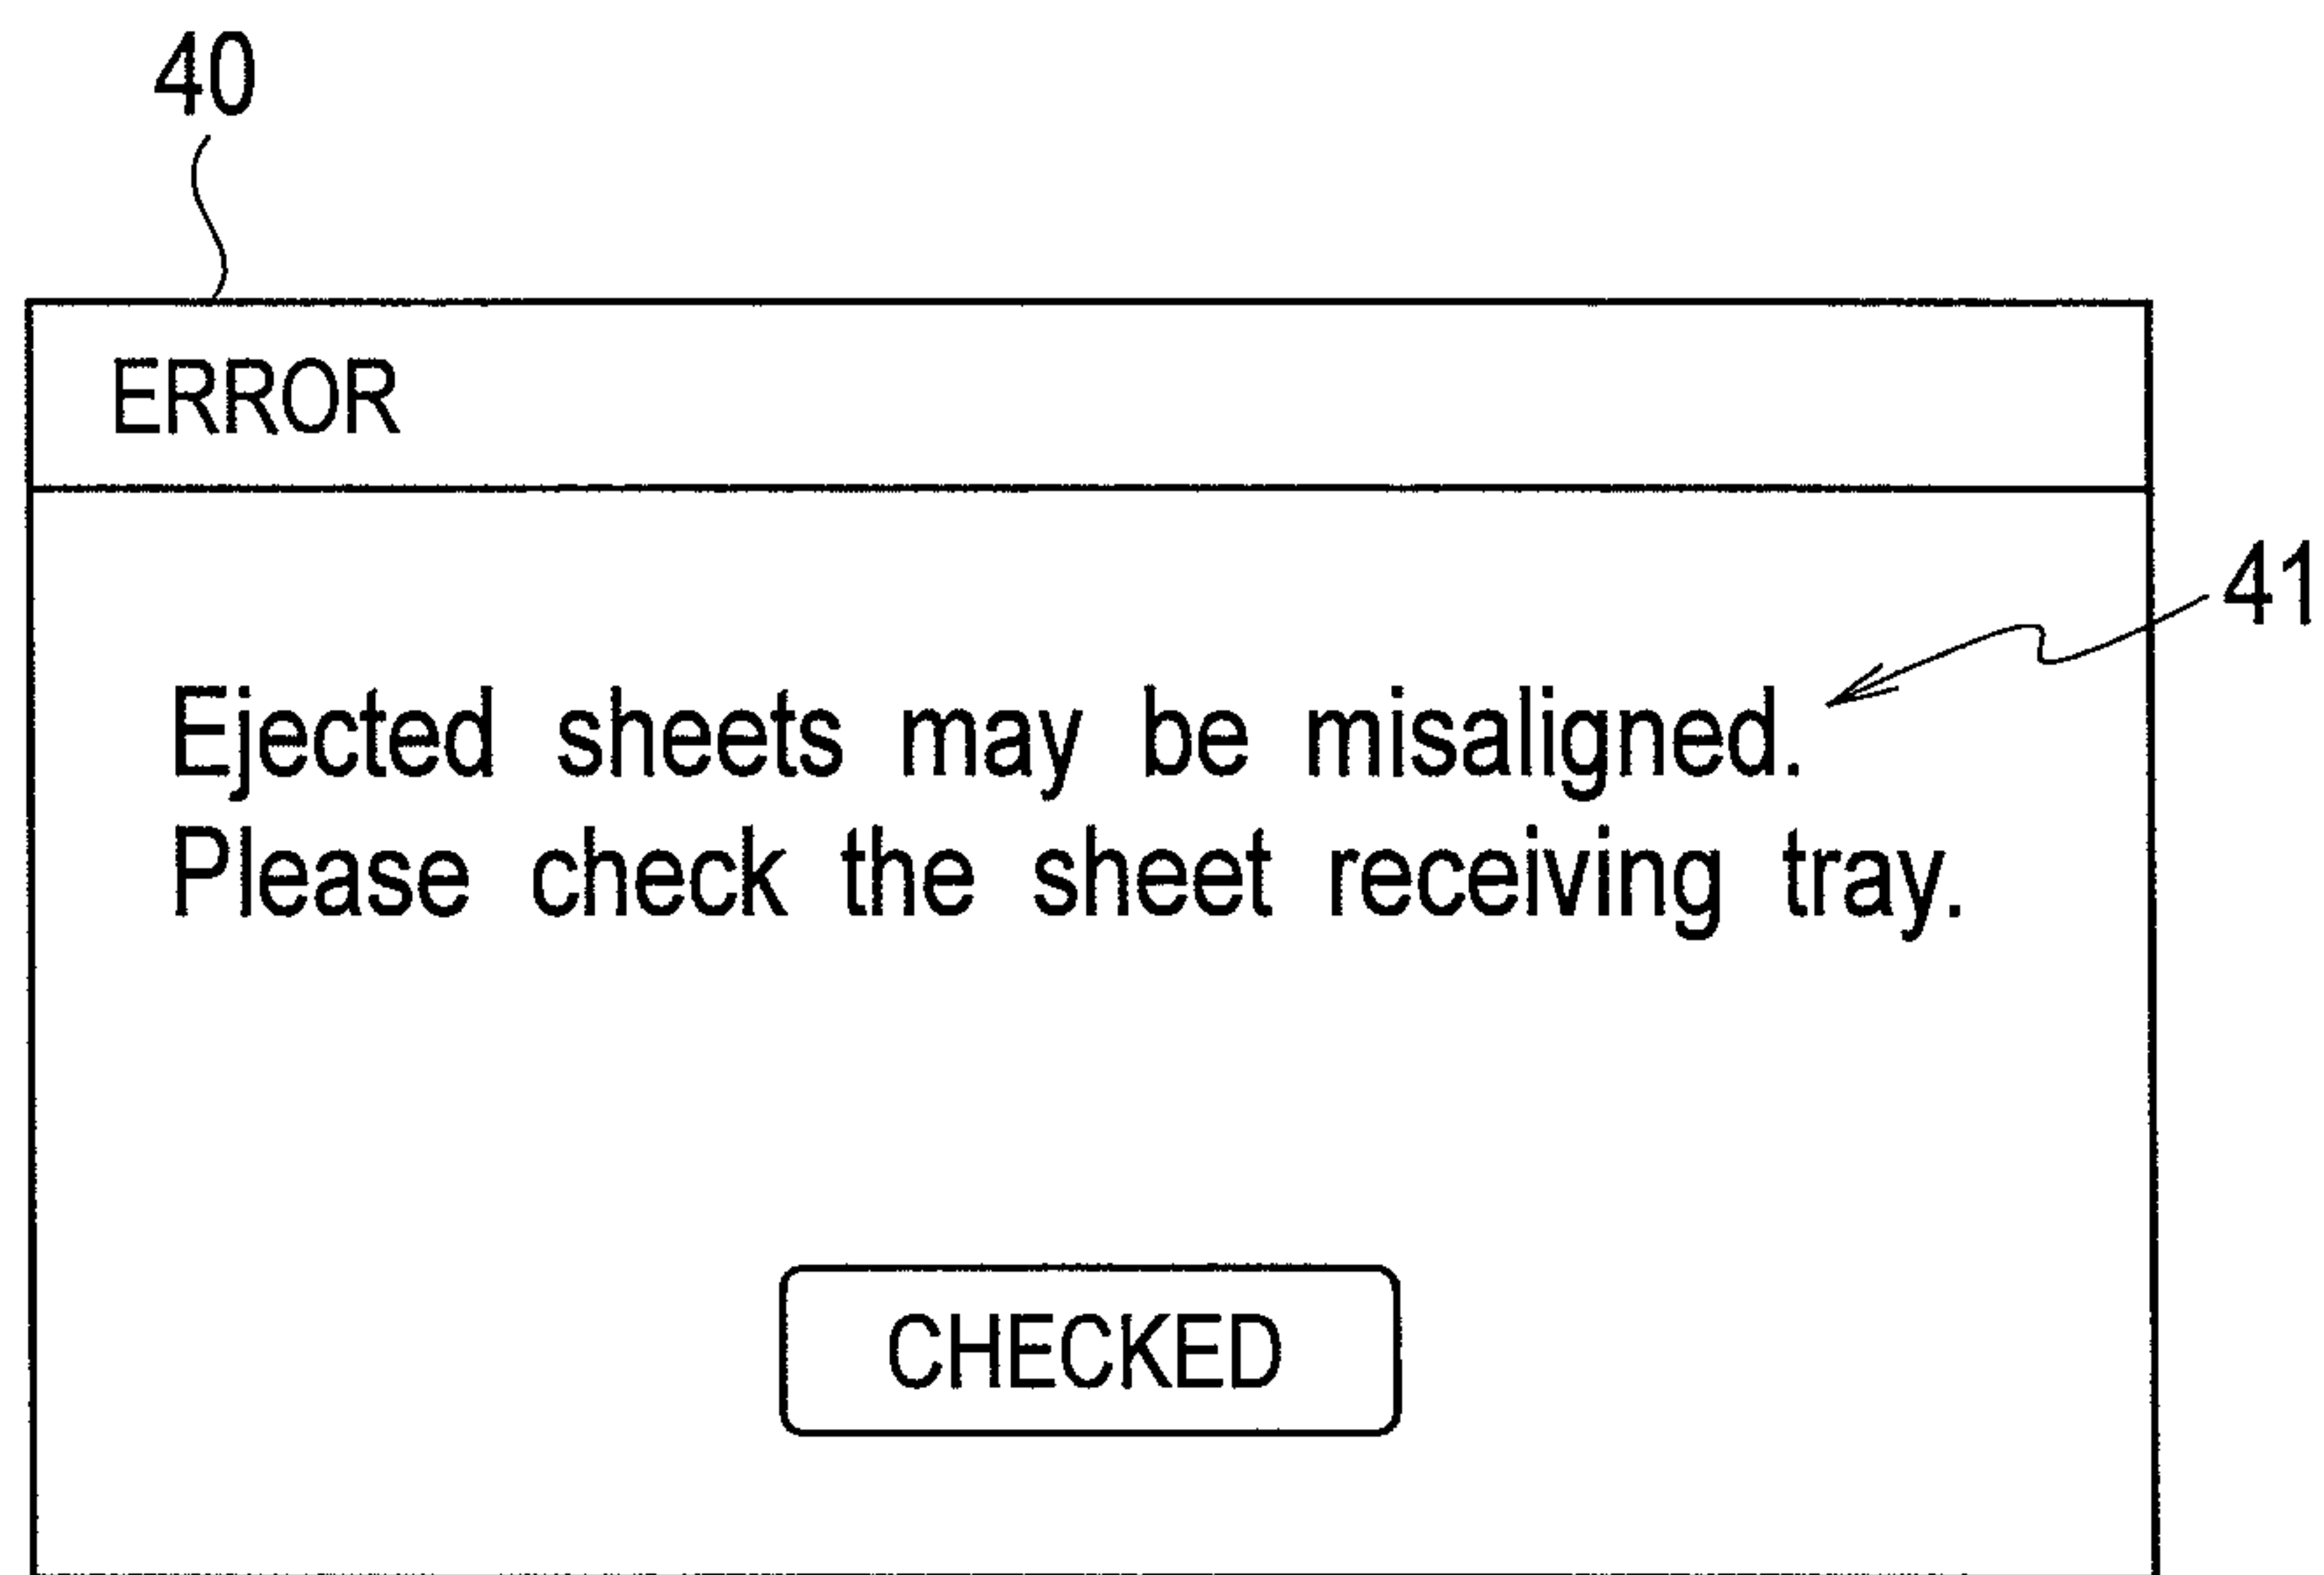 40
ERROR
41
Ejected sheets may be misaligned.
Please check the sheet receiving tray.
CHECKED